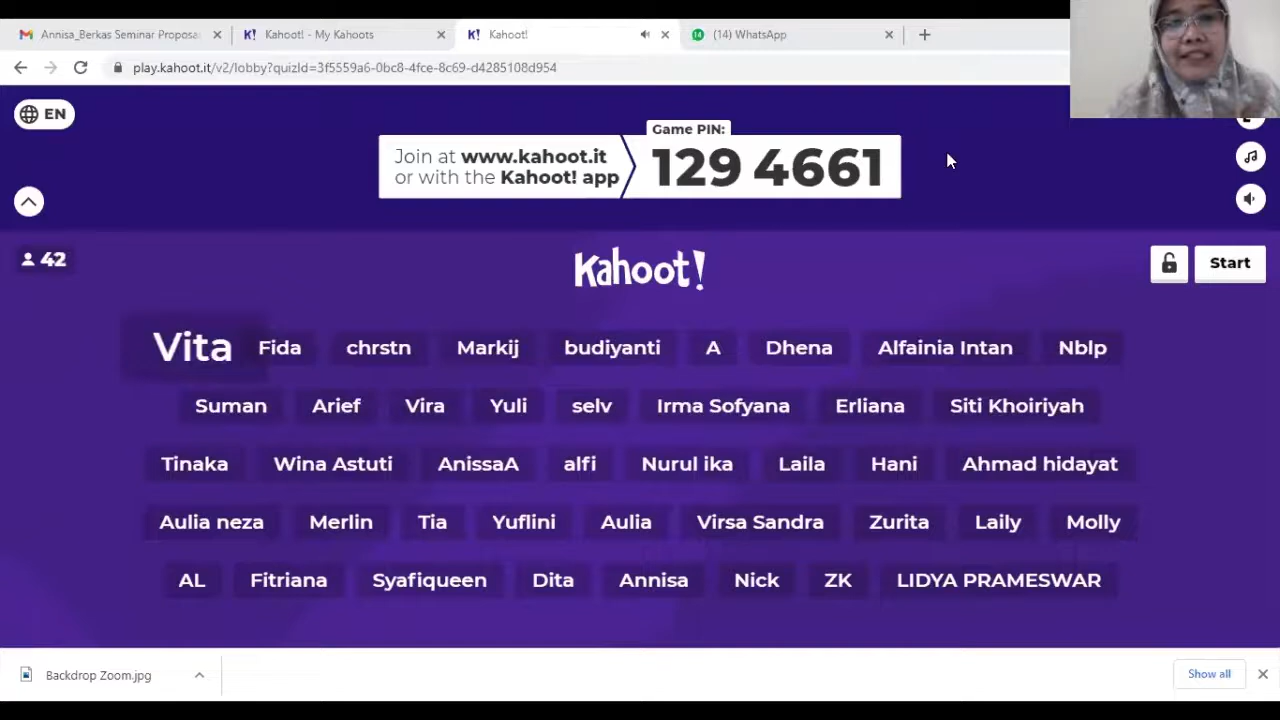 Annisa_Berkas Seminar Proposa
Kahoot! - My Kahoots
Kahoot!
(14) WhatsApp
play.kahoot.it/v2/lobby?quizId=3f5559a6-0bc8-4fce-8c69-d4285108d954
EN
Game PIN:
Join at www.kahoot.it
or with the Kahoot! app
129 4661
42
Kahoot!
Start
Vita Fida chrstn Markij budiyanti A Dhena Alfainia Intan Nblp
Suman Arief Vira Yuli selv Irma Sofyana Erliana Siti Khoiriyah
Tinaka Wina Astuti AnissaA alfi Nurul ika Laila Hani Ahmad hidayat
Aulia neza Merlin Tia Yuflini Aulia Virsa Sandra Zurita Laily Molly
AL Fitriana Syafiqueen Dita Annisa Nick ZK LIDYA PRAMESWAR
Backdrop Zoom.jpg
Show all